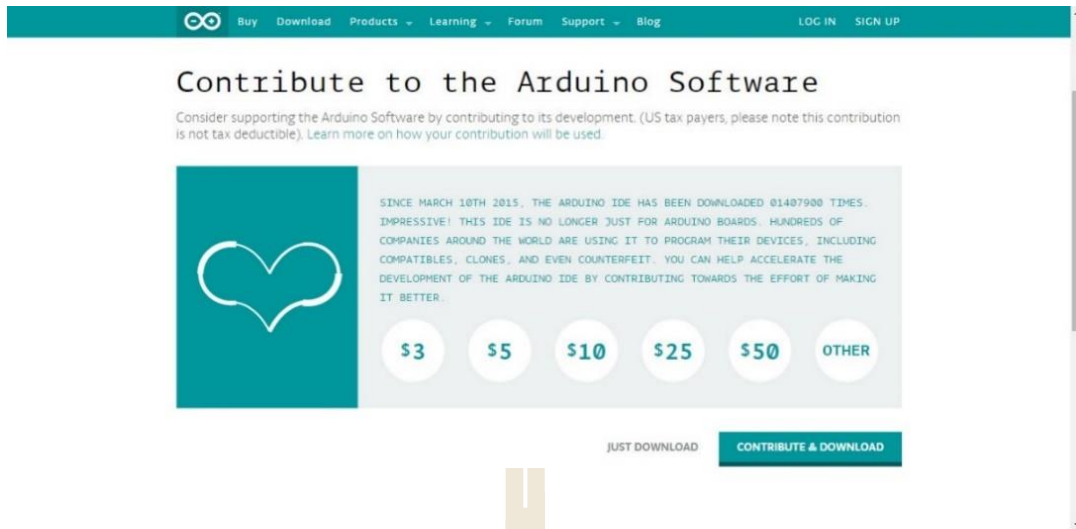 Buy Download Products Learning Forum Support Blog LOG IN SIGN UP
Contribute to the Arduino Software
Consider supporting the Arduino Software by contributing to its development. (US tax payers, please note this contribution
is not tax deductible). Learn more on how your contribution will be used.
SINCE MARCH 10TH 2015, THE ARDUINO IDE HAS BEEN DOWNLOADED 01407900 TIMES.
IMPRESSIVE! THIS IDE IS NO LONGER JUST FOR ARDUINO BOARDS. HUNDREDS OF
COMPANIES AROUND THE WORLD ARE USING IT TO PROGRAM THEIR DEVICES, INCLUDING
COMPATIBLES, CLONES, AND EVEN COUNTERFEIT. YOU CAN HELP ACCELERATE THE
DEVELOPMENT OF THE ARDUINO IDE BY CONTRIBUTING TOWARDS THE EFFORT OF MAKING
IT BETTER.
$3 $5 $10 $25 $50 OTHER
JUST DOWNLOAD CONTRIBUTE & DOWNLOAD